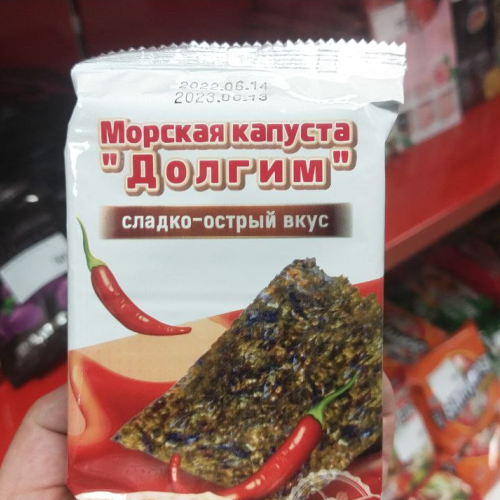 2022.06.14
2023.06.13
Морская капуста
"Долгим"
сладко-острый вкус